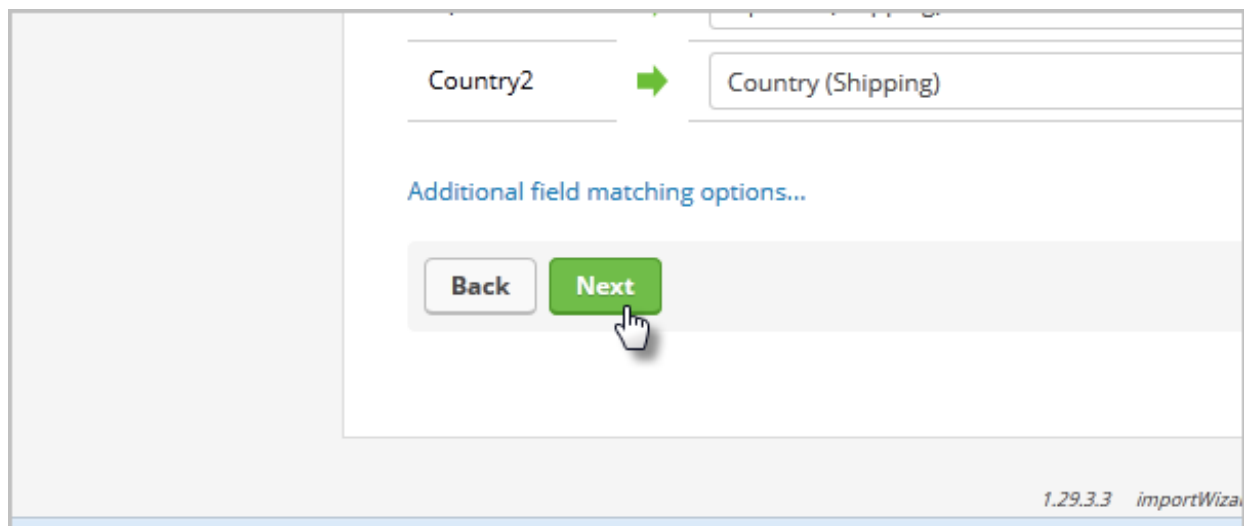 Country2 Country (Shipping)
Additional field matching options...
Back Next
1.29.3.3